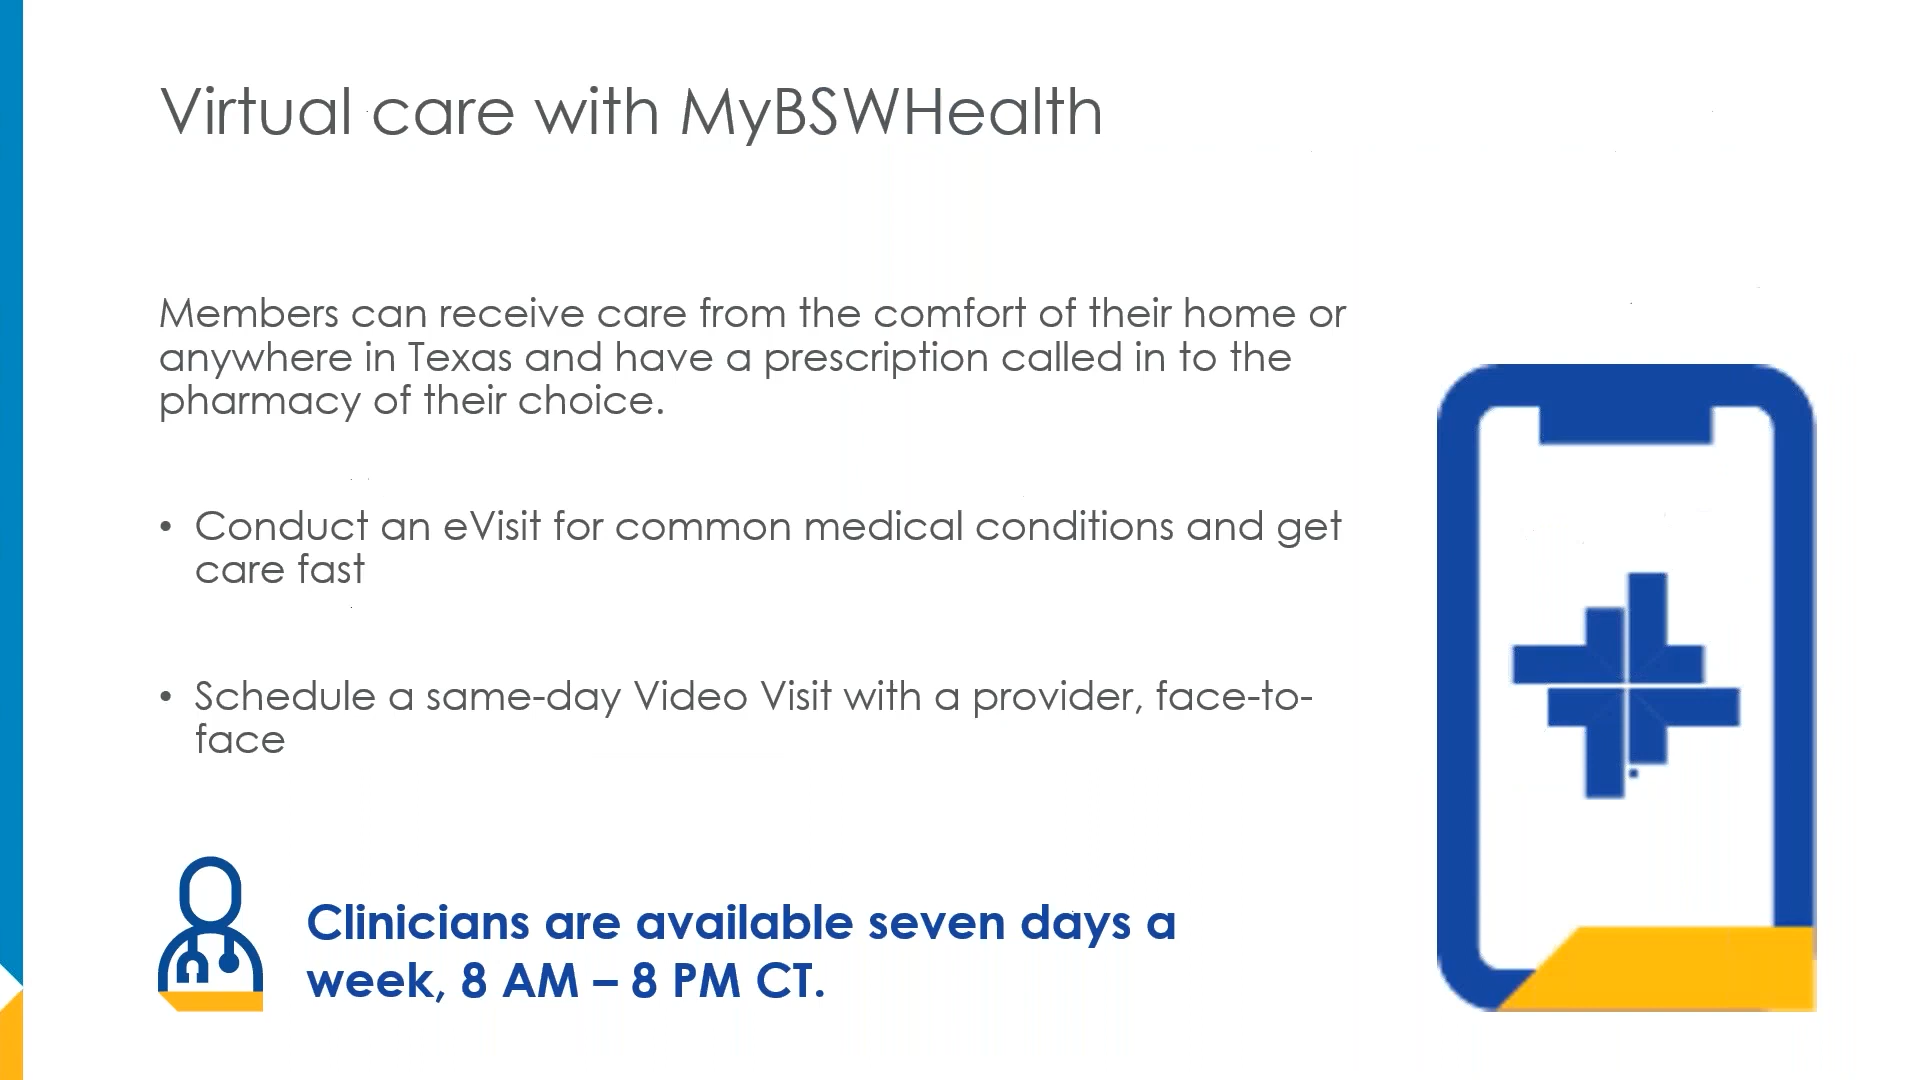 Virtual care with MyBSWHealth
Members can receive care from the comfort of their home or
anywhere in Texas and have a prescription called in to the
pharmacy of their choice.
• Conduct an eVisit for common medical conditions and get
care fast
• Schedule a same-day Video Visit with a provider, face-to-
face
Clinicians are available seven days a
week, 8 AM – 8 PM CT.